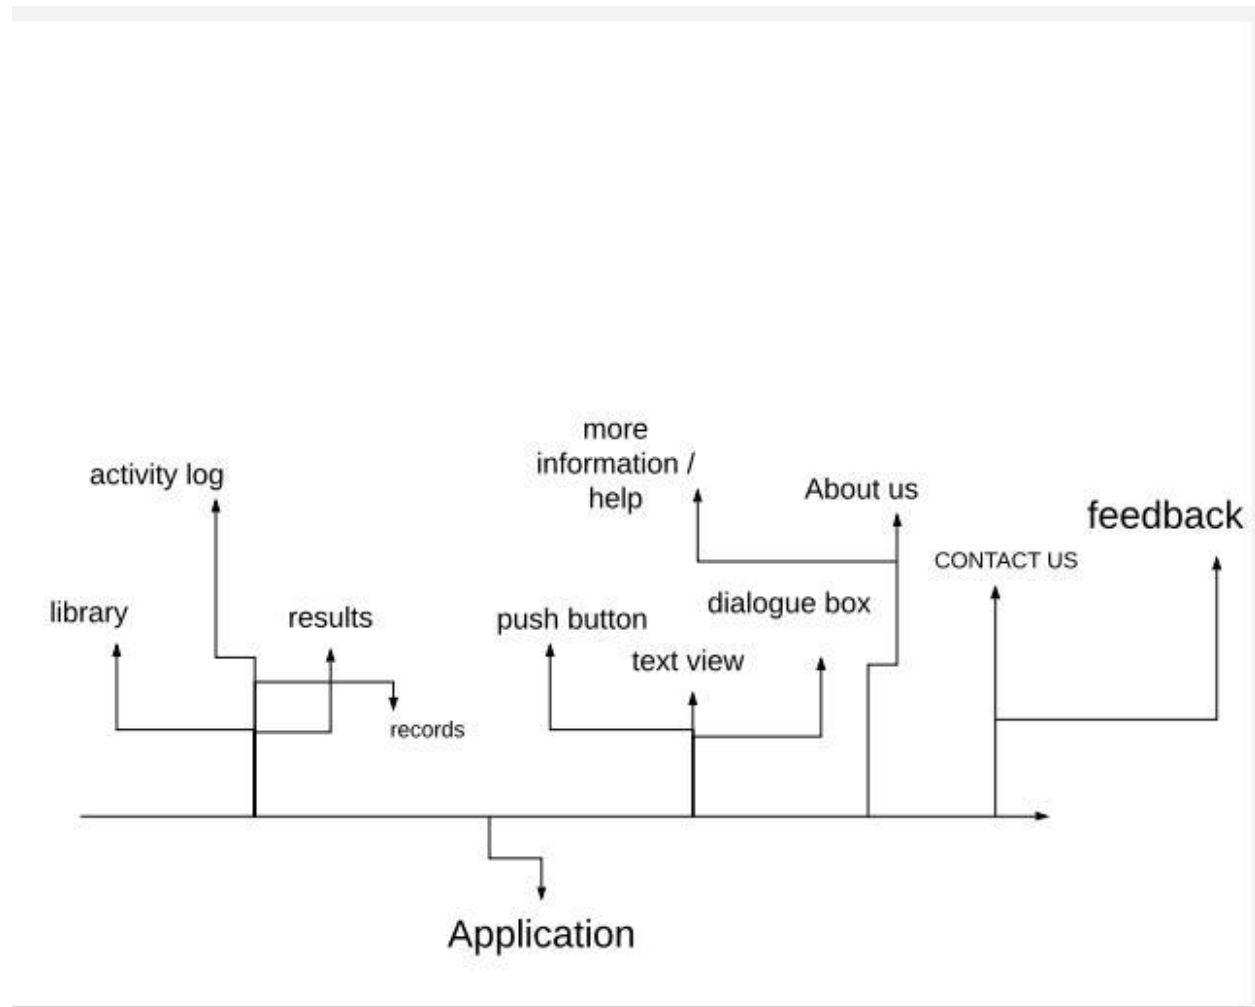 more
information /
help
activity log
About us
feedback
CONTACT US
library
results
push button
dialogue box
text view
records
Application